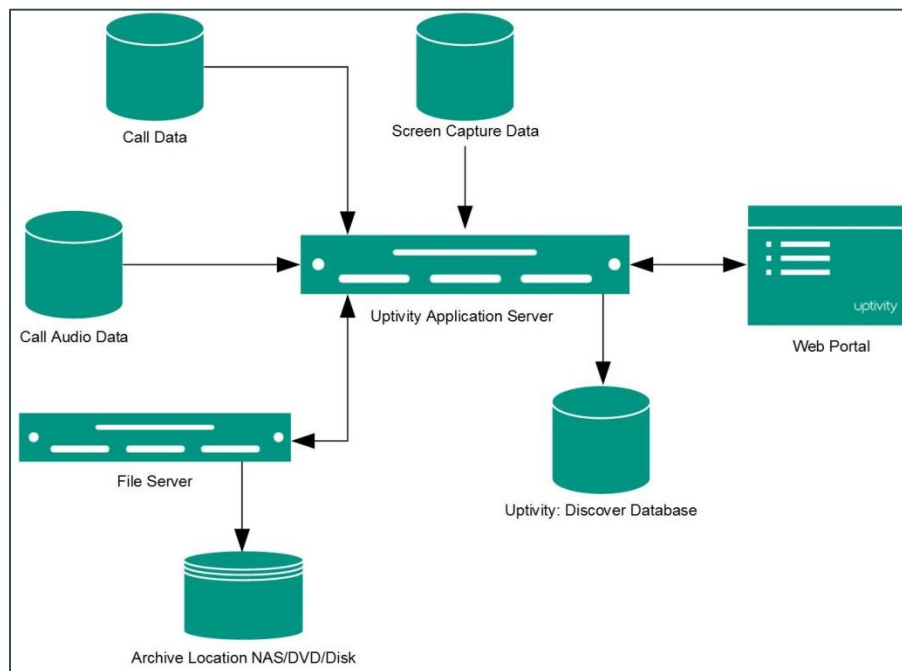 Call Data
Screen Capture Data
Call Audio Data
Uptivity Application Server
uptivity
Web Portal
File Server
Uptivity: Discover Database
Archive Location NAS/DVD/Disk